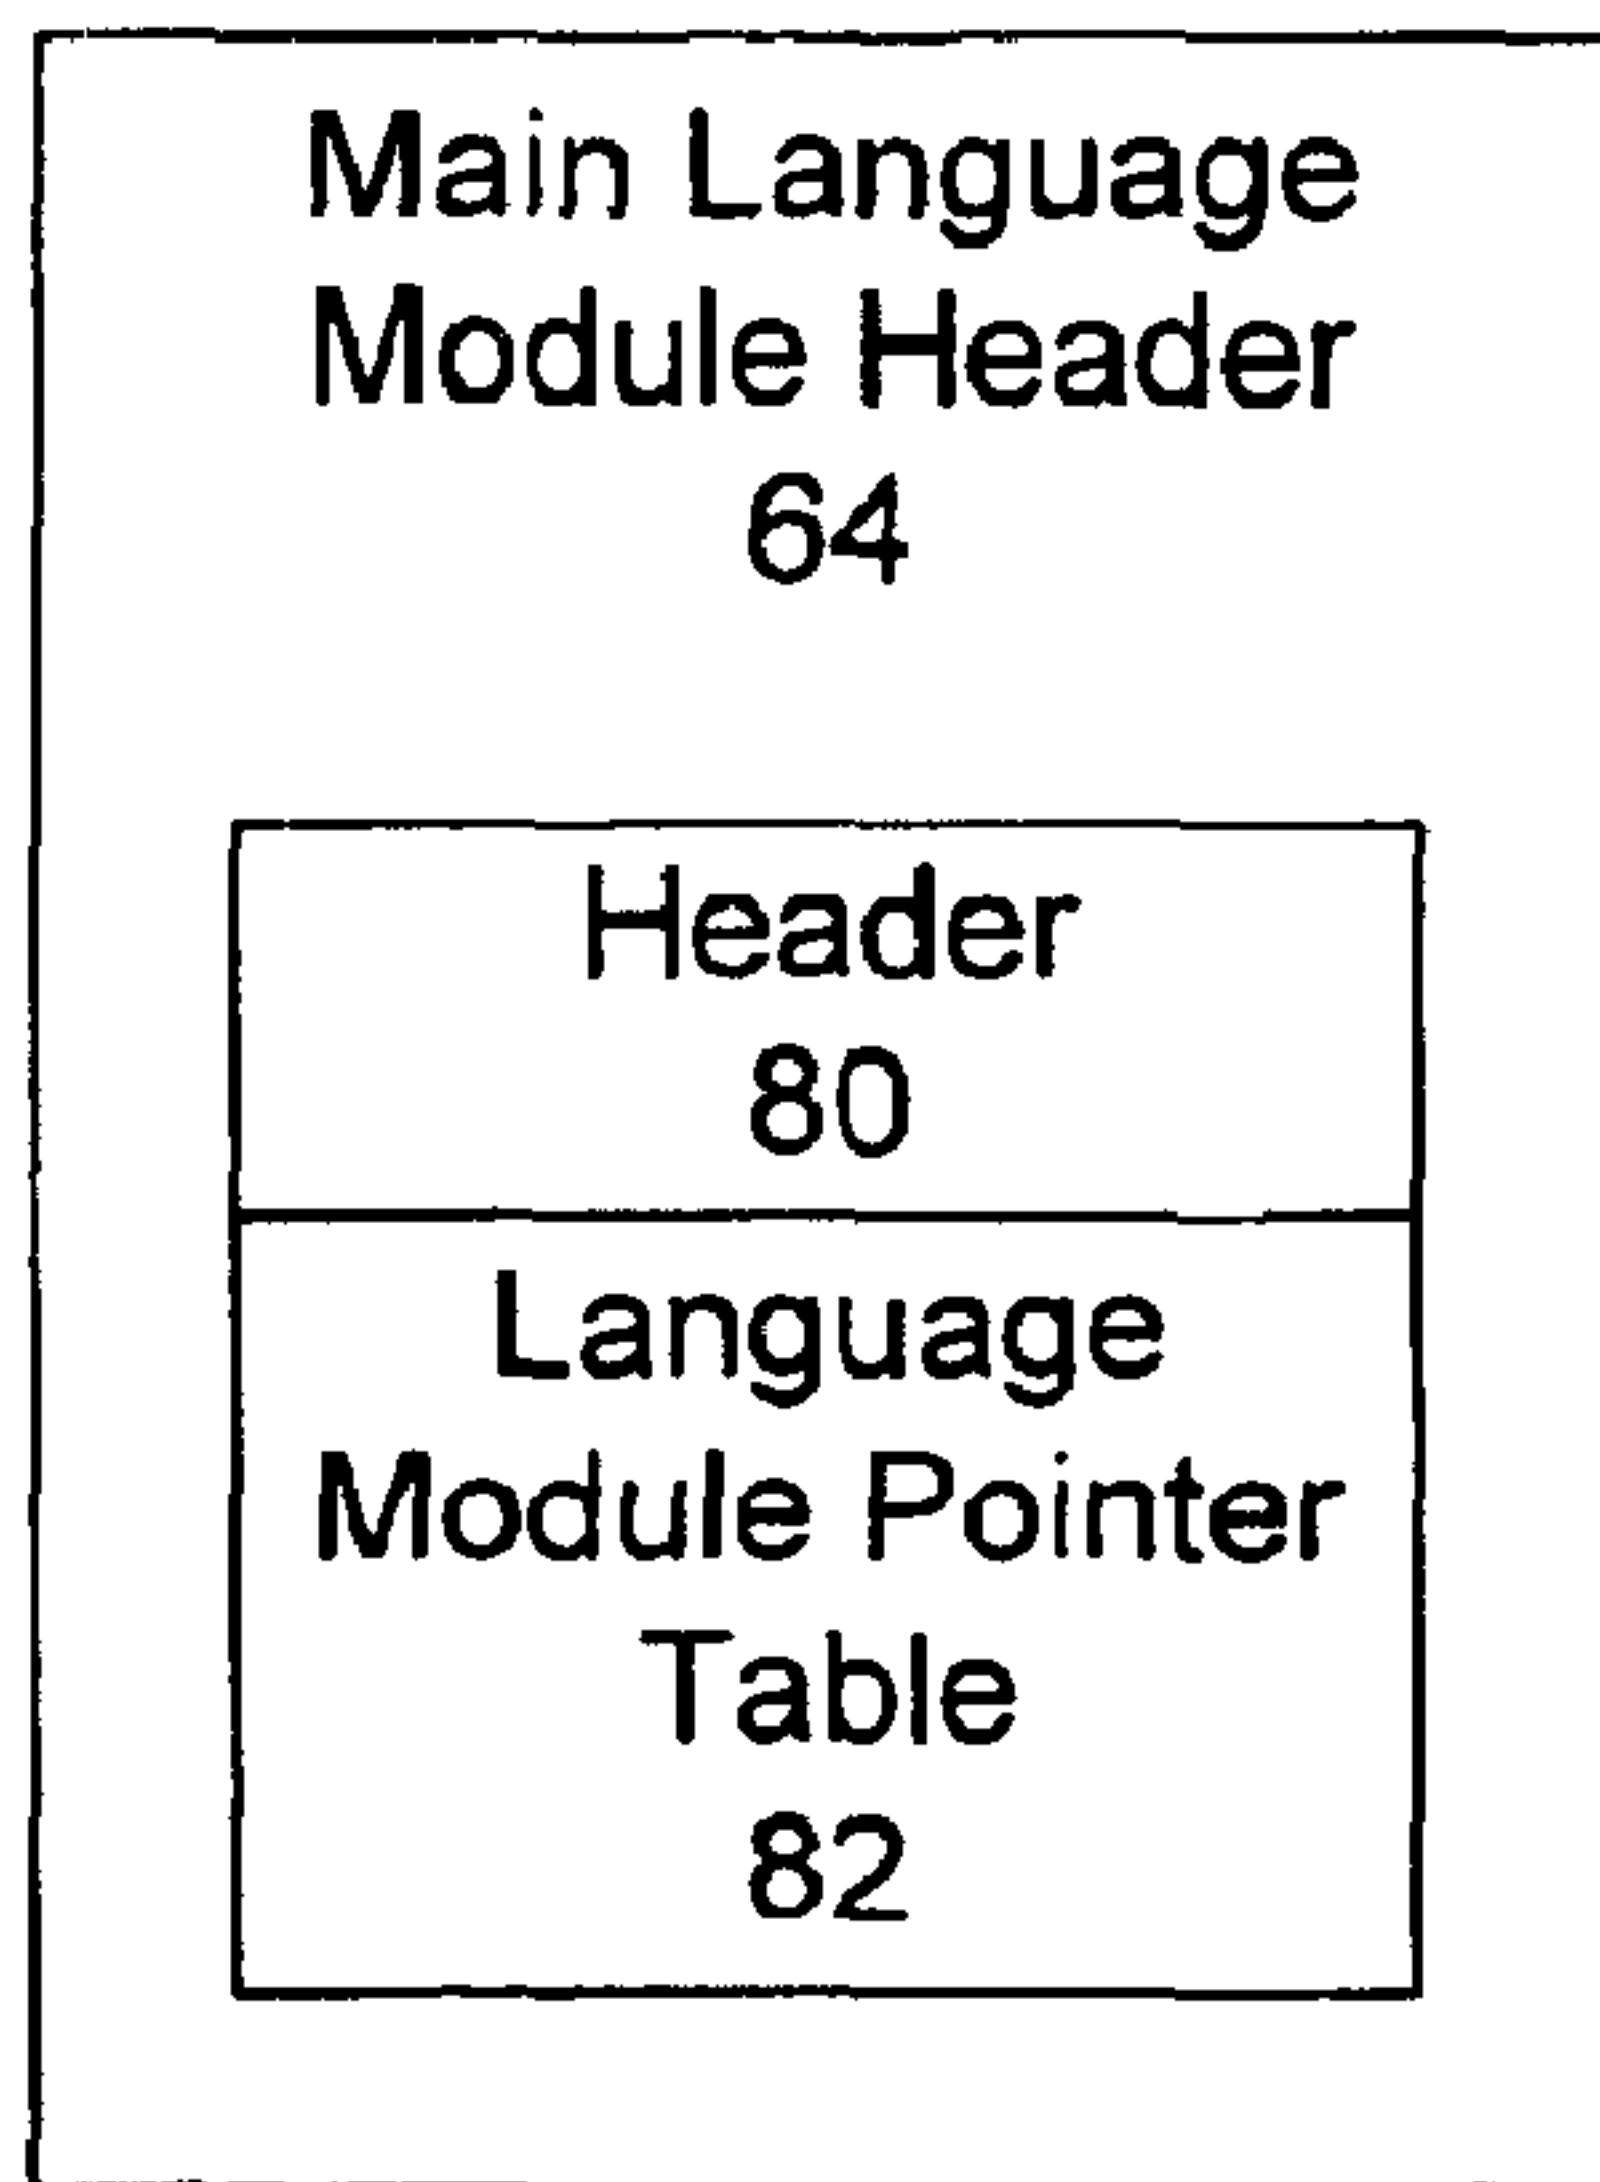 Main Language
Module Header
64
Header
80
Language
Module Pointer
Table
82